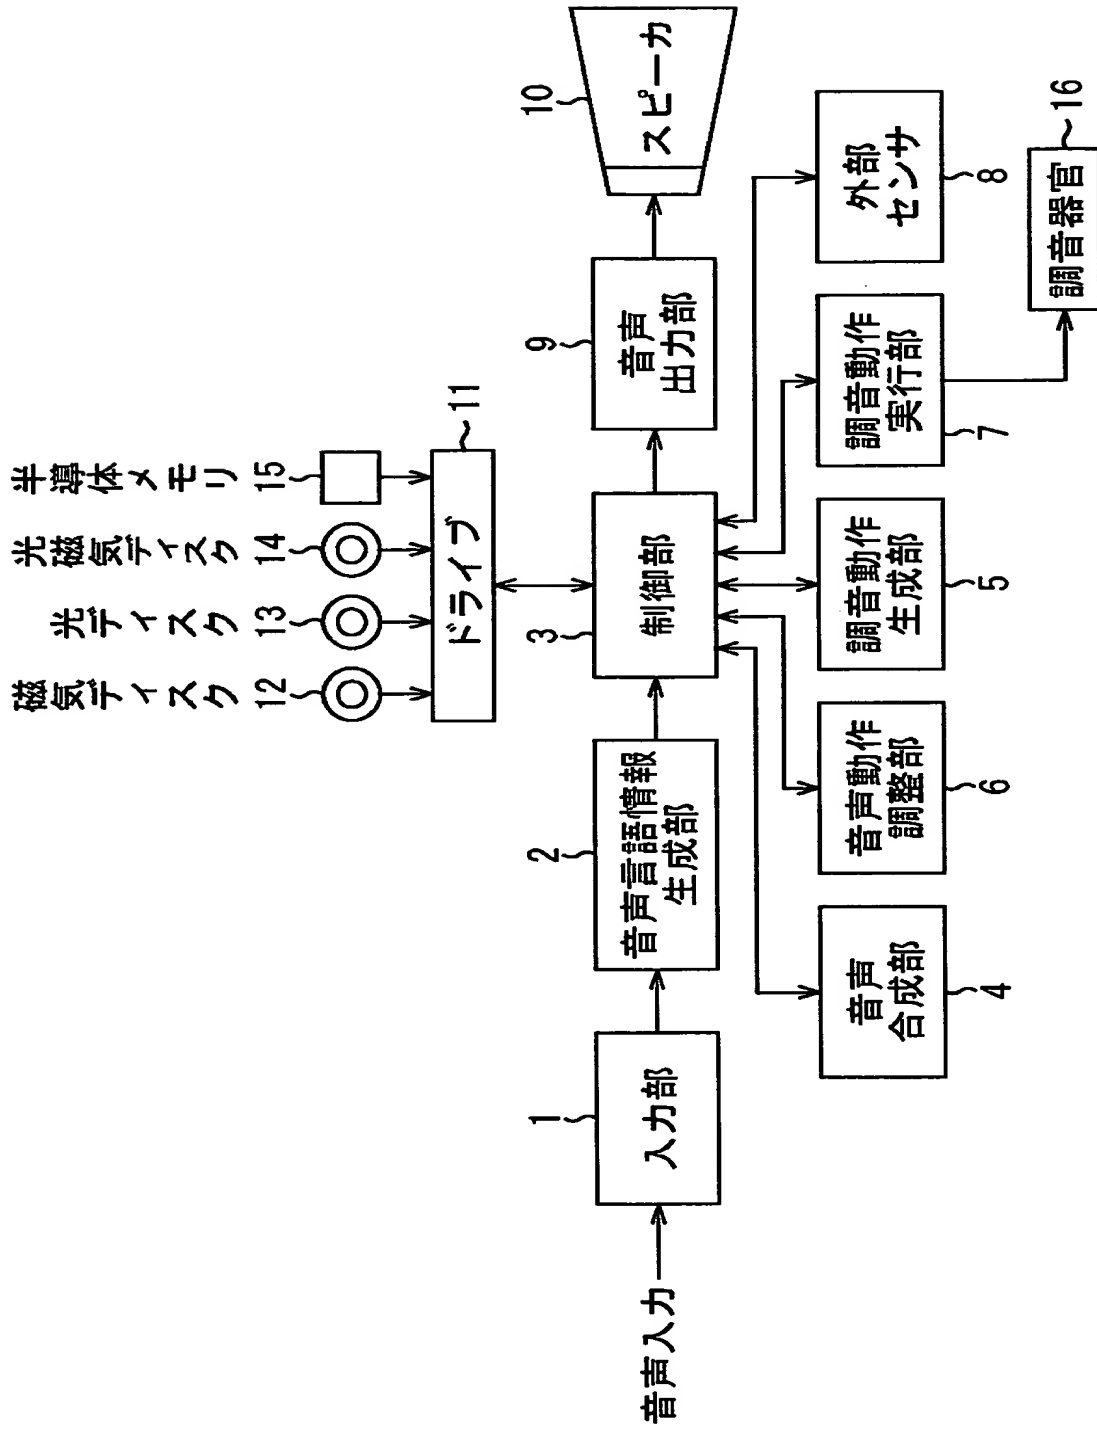 磁気ディスク
光ディスク
光磁気ディスク
半導体メモリ
12
13
14
15
ドライブ
11
1
2
3
9
10
音声入力
入力部
音声言語情報
生成部
制御部
音声
出力部
スピーカ
音声
合成部
音声動作
調整部
調音動作
生成部
調音動作
実行部
外部
センサ
4
6
5
7
8
調音器官
16